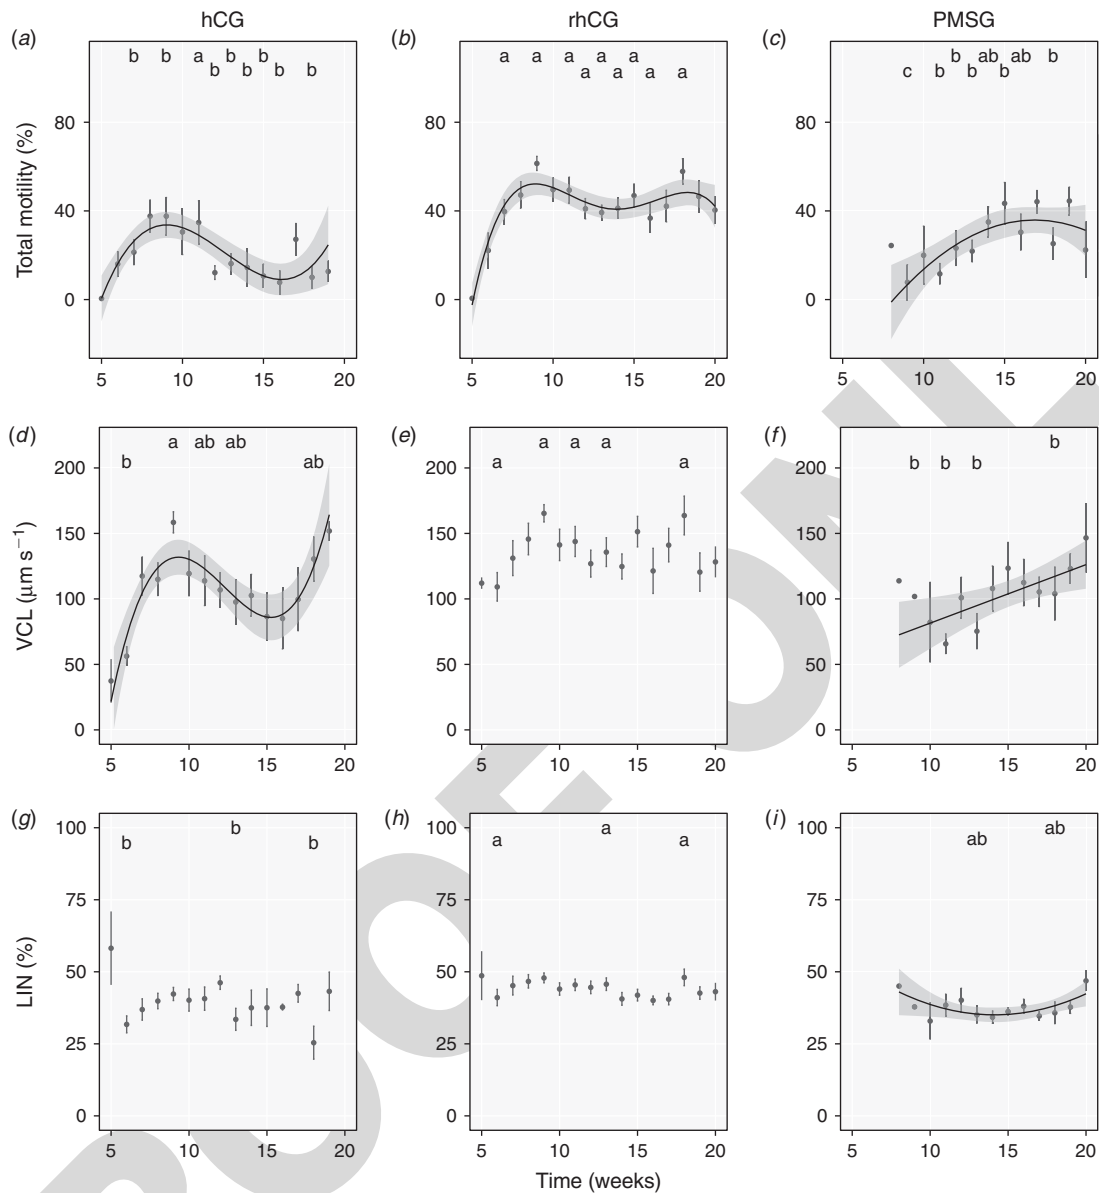 hCG rhCG PMSG
(a) (b) (c)
b b a b b a a a a a b ab ab b
b b b b a a a a c b b b
Total motility (%)
80 80 80
40 40 40
0 0 0
5 10 15 20 5 10 15 20 5 10 15 20
(d) (e) (f)
a ab ab a a a b
b ab a a b b b
VCL (µm s−1)
200 200 200
150 150 150
100 100 100
50 50 50
0 0 0
5 10 15 20 5 10 15 20 5 10 15 20
(g) (h) (i)
100 b 100 a 100 ab
b b a a ab
LIN (%)
75 75 75
50 50 50
25 25 25
0 0 0
5 10 15 20 5 10 15 20 5 10 15 20
Time (weeks)